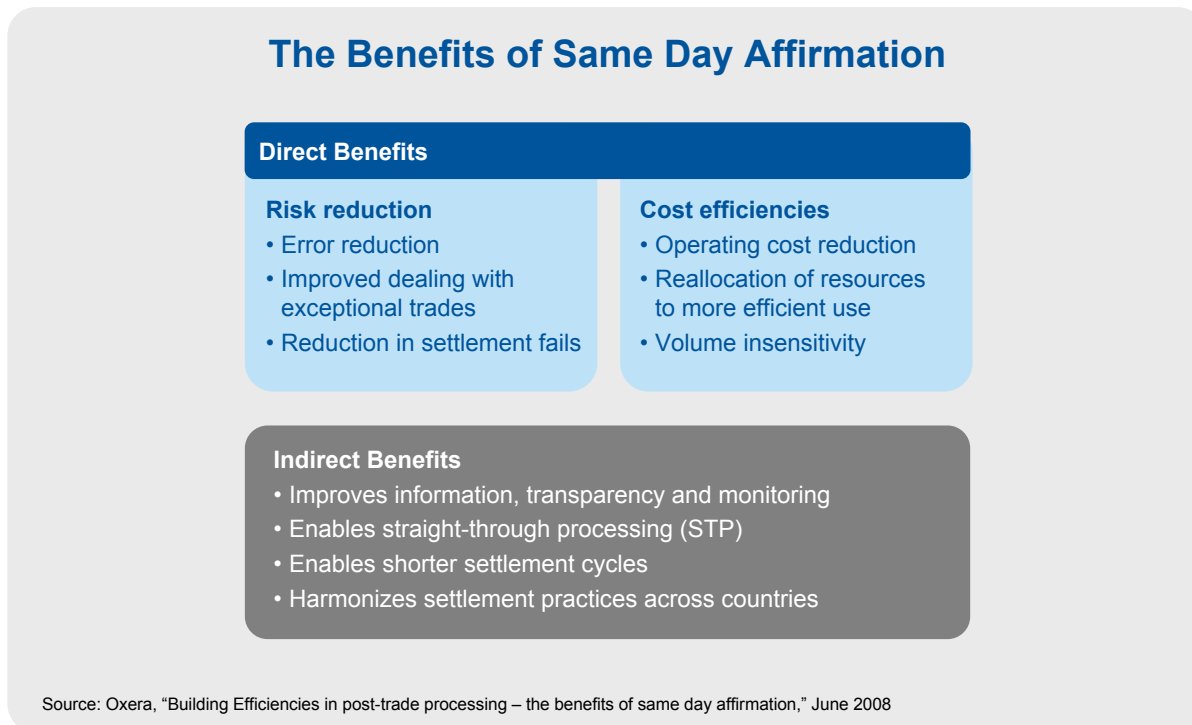 The Benefits of Same Day Affirmation
Direct Benefits
Risk reduction
• Error reduction
• Improved dealing with
exceptional trades
• Reduction in settlement fails
Cost efficiencies
• Operating cost reduction
• Reallocation of resources
to more efficient use
• Volume insensitivity
Indirect Benefits
• Improves information, transparency and monitoring
• Enables straight-through processing (STP)
• Enables shorter settlement cycles
• Harmonizes settlement practices across countries
Source: Oxera, “Building Efficiencies in post-trade processing – the benefits of same day affirmation,” June 2008